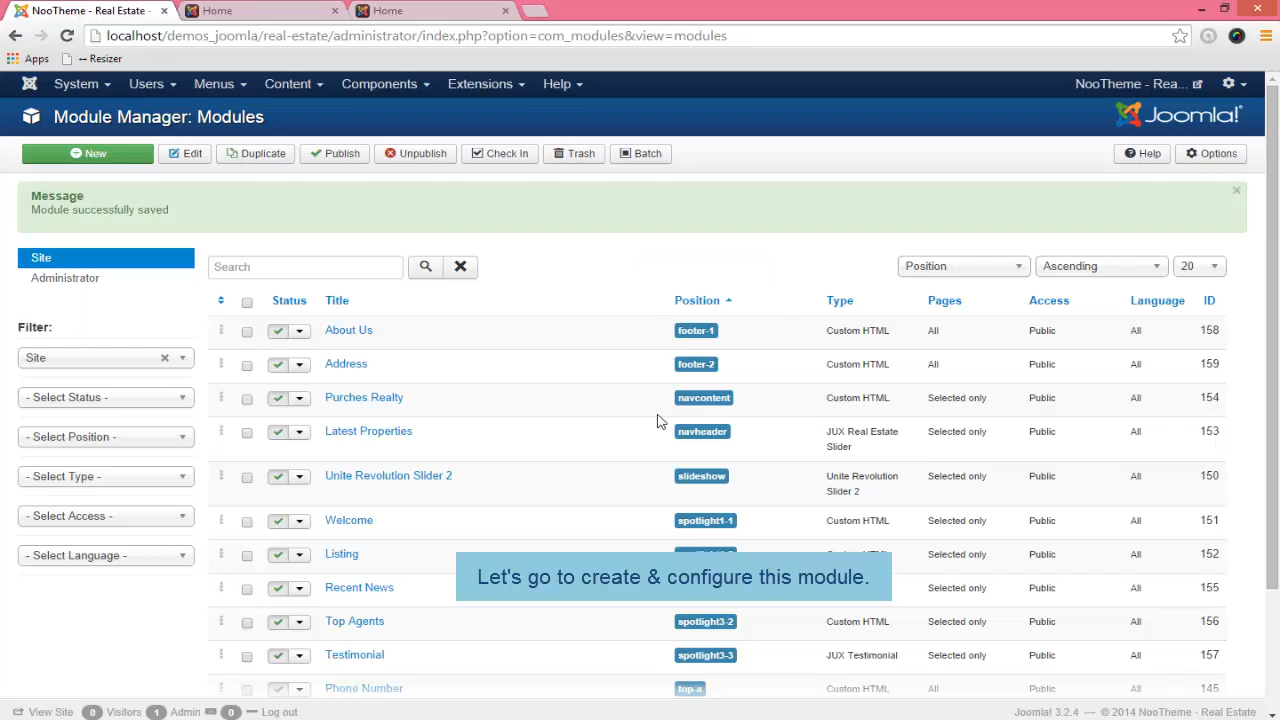 NooTheme - Real Estate -
Home
Home
localhost/demos_joomla/real-estate/administrator/index.php?option=com_modules&view=modules
Apps
Resizer
System
Users
Menus
Content
Components
Extensions
Help
NooTheme - Rea...
Module Manager: Modules
Joomla!
New
Edit
Duplicate
Publish
Unpublish
Check In
Trash
Batch
Help
Options
Message
Module successfully saved
Site
Administrator
Filter:
Site
- Select Status -
- Select Position -
- Select Type -
- Select Access -
- Select Language -
Search
Position
Ascending
20
Status Title Position Type Pages Access Language ID
About Us footer-1 Custom HTML All Public All 158
Address footer-2 Custom HTML All Public All 159
Purches Realty navcontent Custom HTML Selected only Public All 154
Latest Properties navheader JUX Real Estate Slider Selected only Public All 153
Unite Revolution Slider 2 slideshow Unite Revolution Slider 2 Selected only Public All 150
Welcome spotlight1-1 Custom HTML Selected only Public All 151
Listing Selected only Public All 152
Recent News Selected only Public All 155
Let's go to create & configure this module.
Top Agents spotlight3-2 Custom HTML Selected only Public All 156
Testimonial spotlight3-3 JUX Testimonial Selected only Public All 157
Phone Number top-a Custom HTML All Public All 145
View Site 0 Visitors 1 Admin 0 Log out
Joomla! 3.2.4 — © 2014 NooTheme - Real Estate